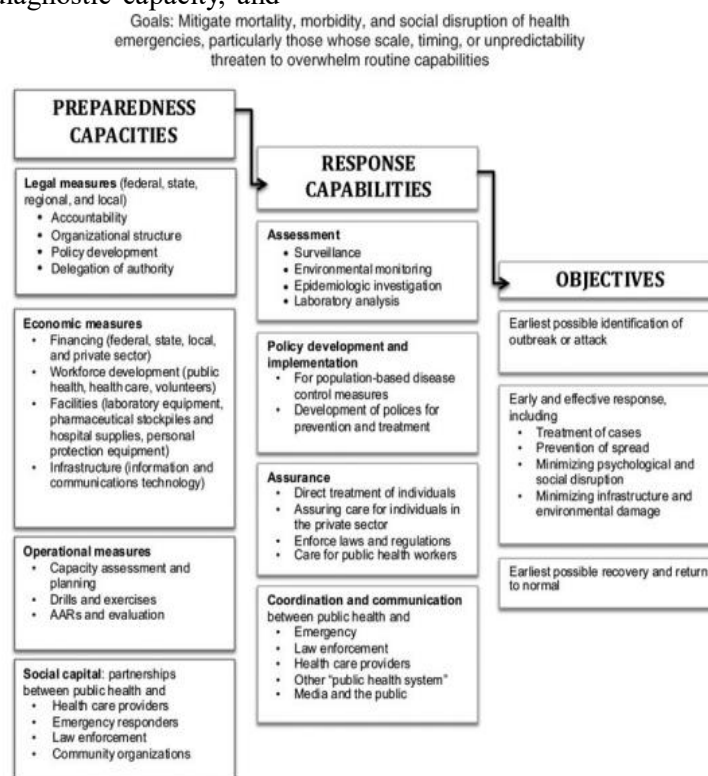 diagnostic capacity, and
Goals: Mitigate mortality, morbidity, and social disruption of health
emergencies, particularly those whose scale, timing, or unpredictability
threaten to overwhelm routine capabilities
PREPAREDNESS
CAPACITIES
Legal measures (federal, state,
regional, and local)
• Accountability
• Organizational structure
• Policy development
• Delegation of authority
Economic measures
• Financing (federal, state, local,
and private sector)
• Workforce development (public
health, health care, volunteers)
• Facilities (laboratory equipment,
pharmaceutical stockpiles and
hospital supplies, personal
protection equipment)
• Infrastructure (information and
communications technology)
Operational measures
• Capacity assessment and
planning
• Drills and exercises
• AARs and evaluation
Social capital: partnerships
between public health and
• Health care providers
• Emergency responders
• Law enforcement
• Community organizations
RESPONSE
CAPABILITIES
Assessment
• Surveillance
• Environmental monitoring
• Epidemiologic investigation
• Laboratory analysis
Policy development and
implementation
• For population-based disease
control measures
• Development of polices for
prevention and treatment
Assurance
• Direct treatment of individuals
• Assuring care for individuals in
the private sector
• Enforce laws and regulations
• Care for public health workers
Coordination and communication
between public health and
• Emergency
• Law enforcement
• Health care providers
• Other "public health system"
• Media and the public
OBJECTIVES
Earliest possible identification of
outbreak or attack
Early and effective response,
including
• Treatment of cases
• Prevention of spread
• Minimizing psychological and
social disruption
• Minimizing infrastructure and
environmental damage
Earliest possible recovery and return
to normal